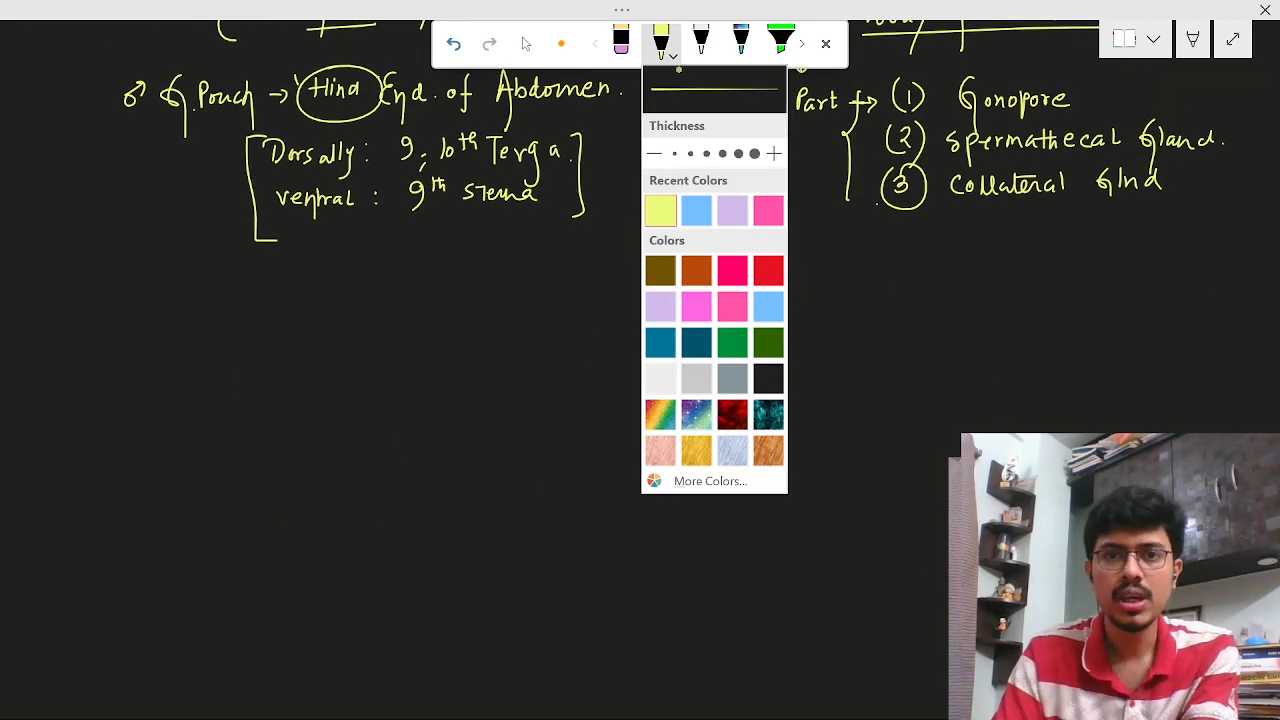 ♂ G. Pouch → Hind End of Abdomen.
Dorsally : 9, 10th Terga.
ventral : 9th sterna
Part → (1) Gonopore
(2) Spermathecal Gland.
(3) Collateral Glnd
Thickness
Recent Colors
Colors
More Colors...